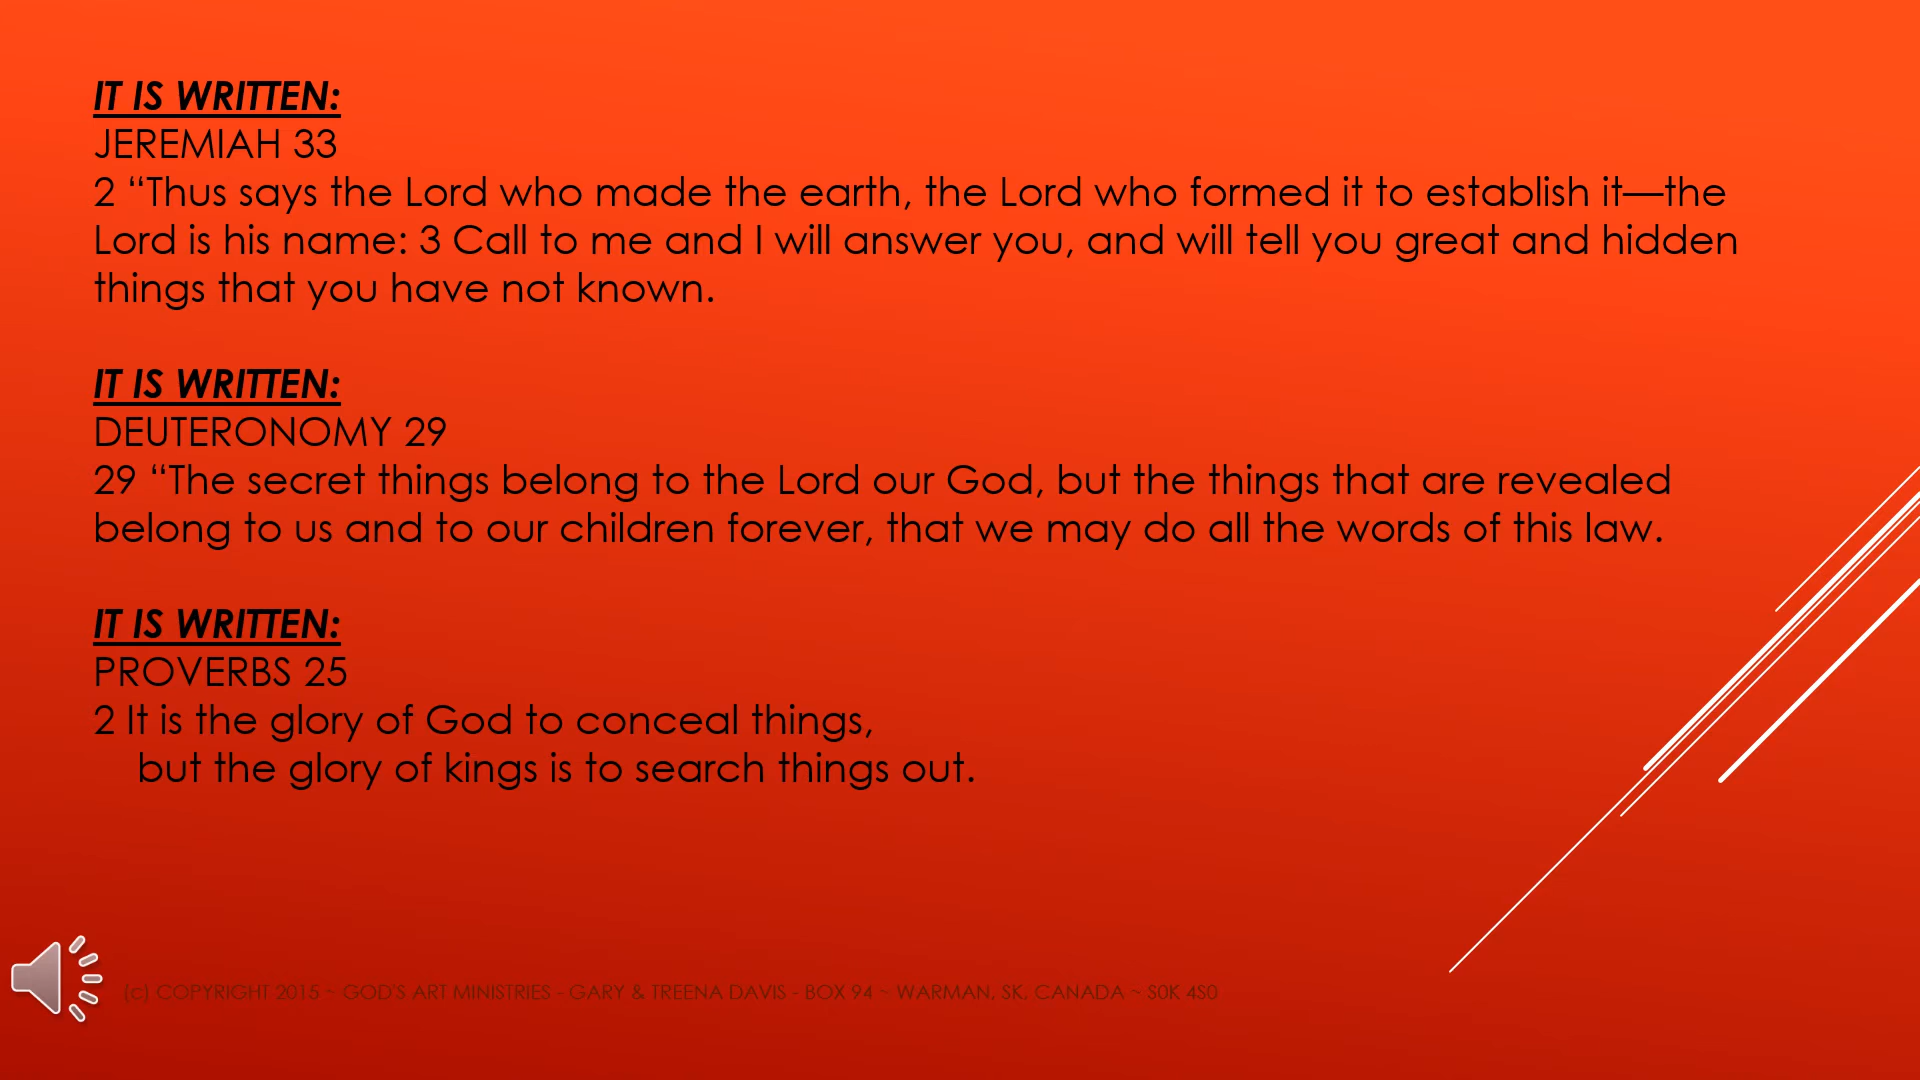 IT IS WRITTEN:
JEREMIAH 33
2 “Thus says the Lord who made the earth, the Lord who formed it to establish it—the
Lord is his name: 3 Call to me and I will answer you, and will tell you great and hidden
things that you have not known.
IT IS WRITTEN:
DEUTERONOMY 29
29 “The secret things belong to the Lord our God, but the things that are revealed
belong to us and to our children forever, that we may do all the words of this law.
IT IS WRITTEN:
PROVERBS 25
2 It is the glory of God to conceal things,
but the glory of kings is to search things out.
(c) COPYRIGHT 2015 ~ GOD'S ART MINISTRIES - GARY & TREENA DAVIS - BOX 94 ~ WARMAN, SK, CANADA ~ S0K 4S0